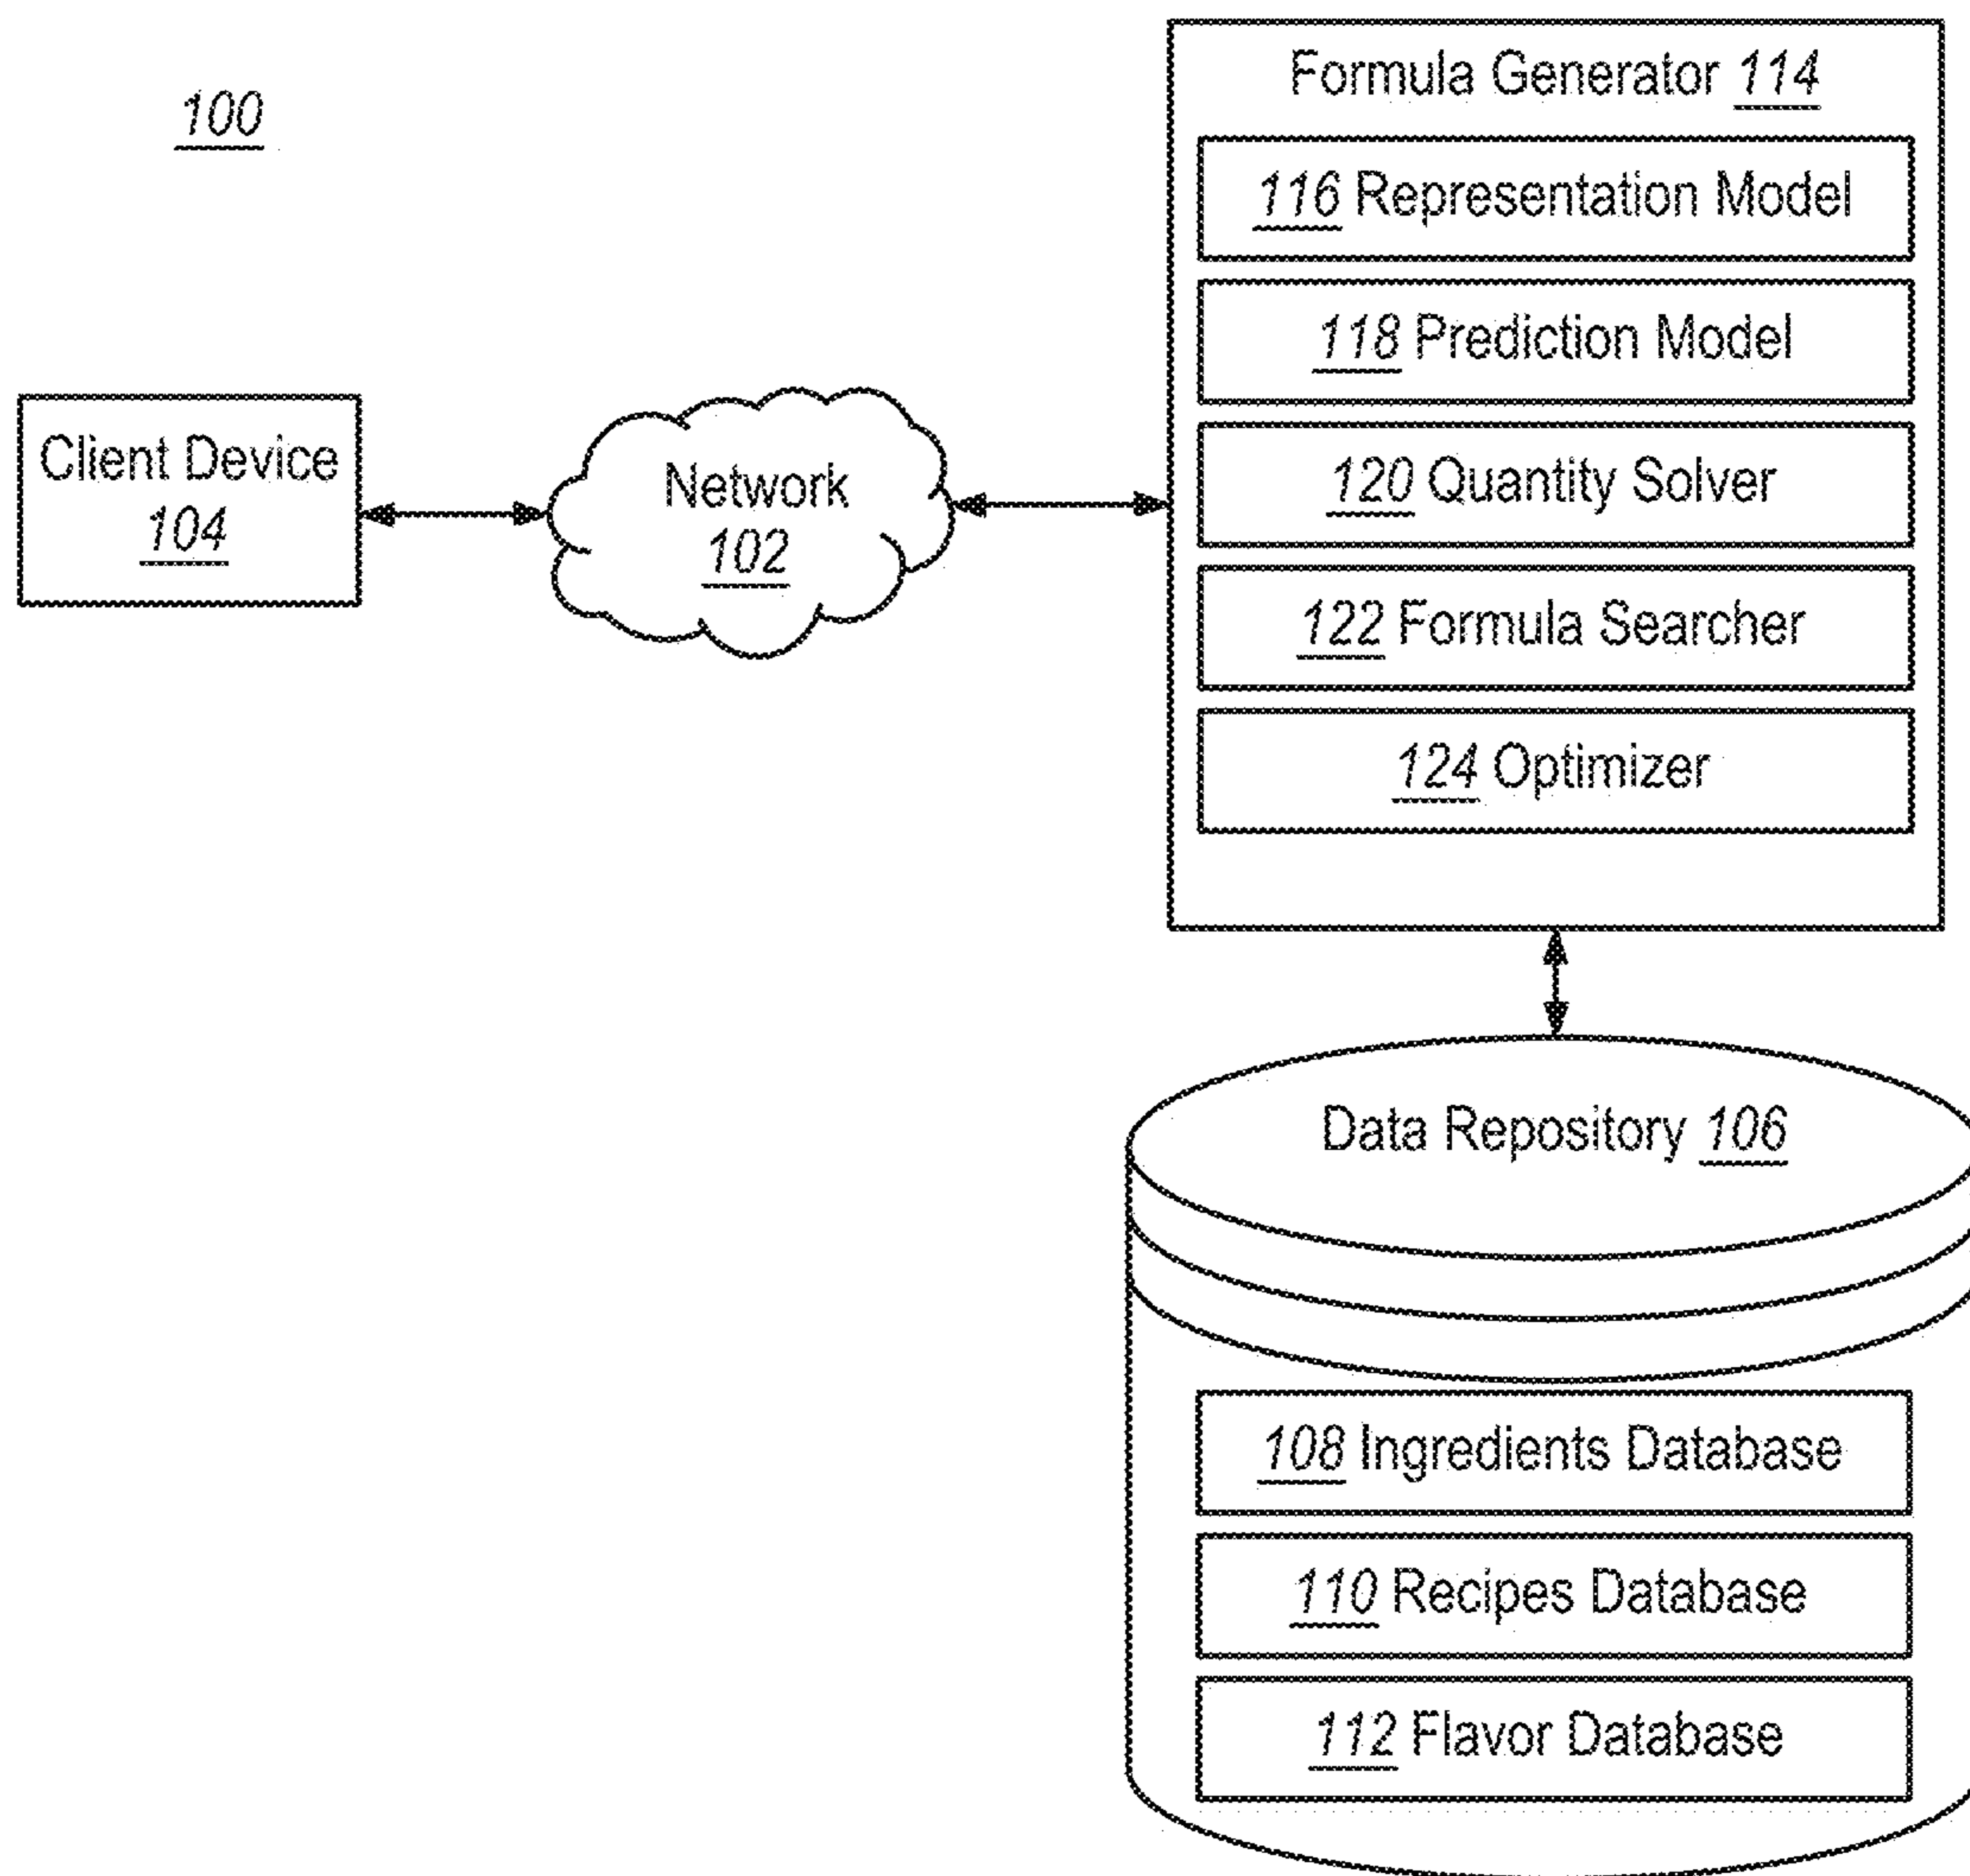 100
Formula Generator 114
116 Representation Model
118 Prediction Model
120 Quantity Solver
122 Formula Searcher
124 Optimizer
Client Device
104
Network
102
Data Repository 106
108 Ingredients Database
110 Recipes Database
112 Flavor Database